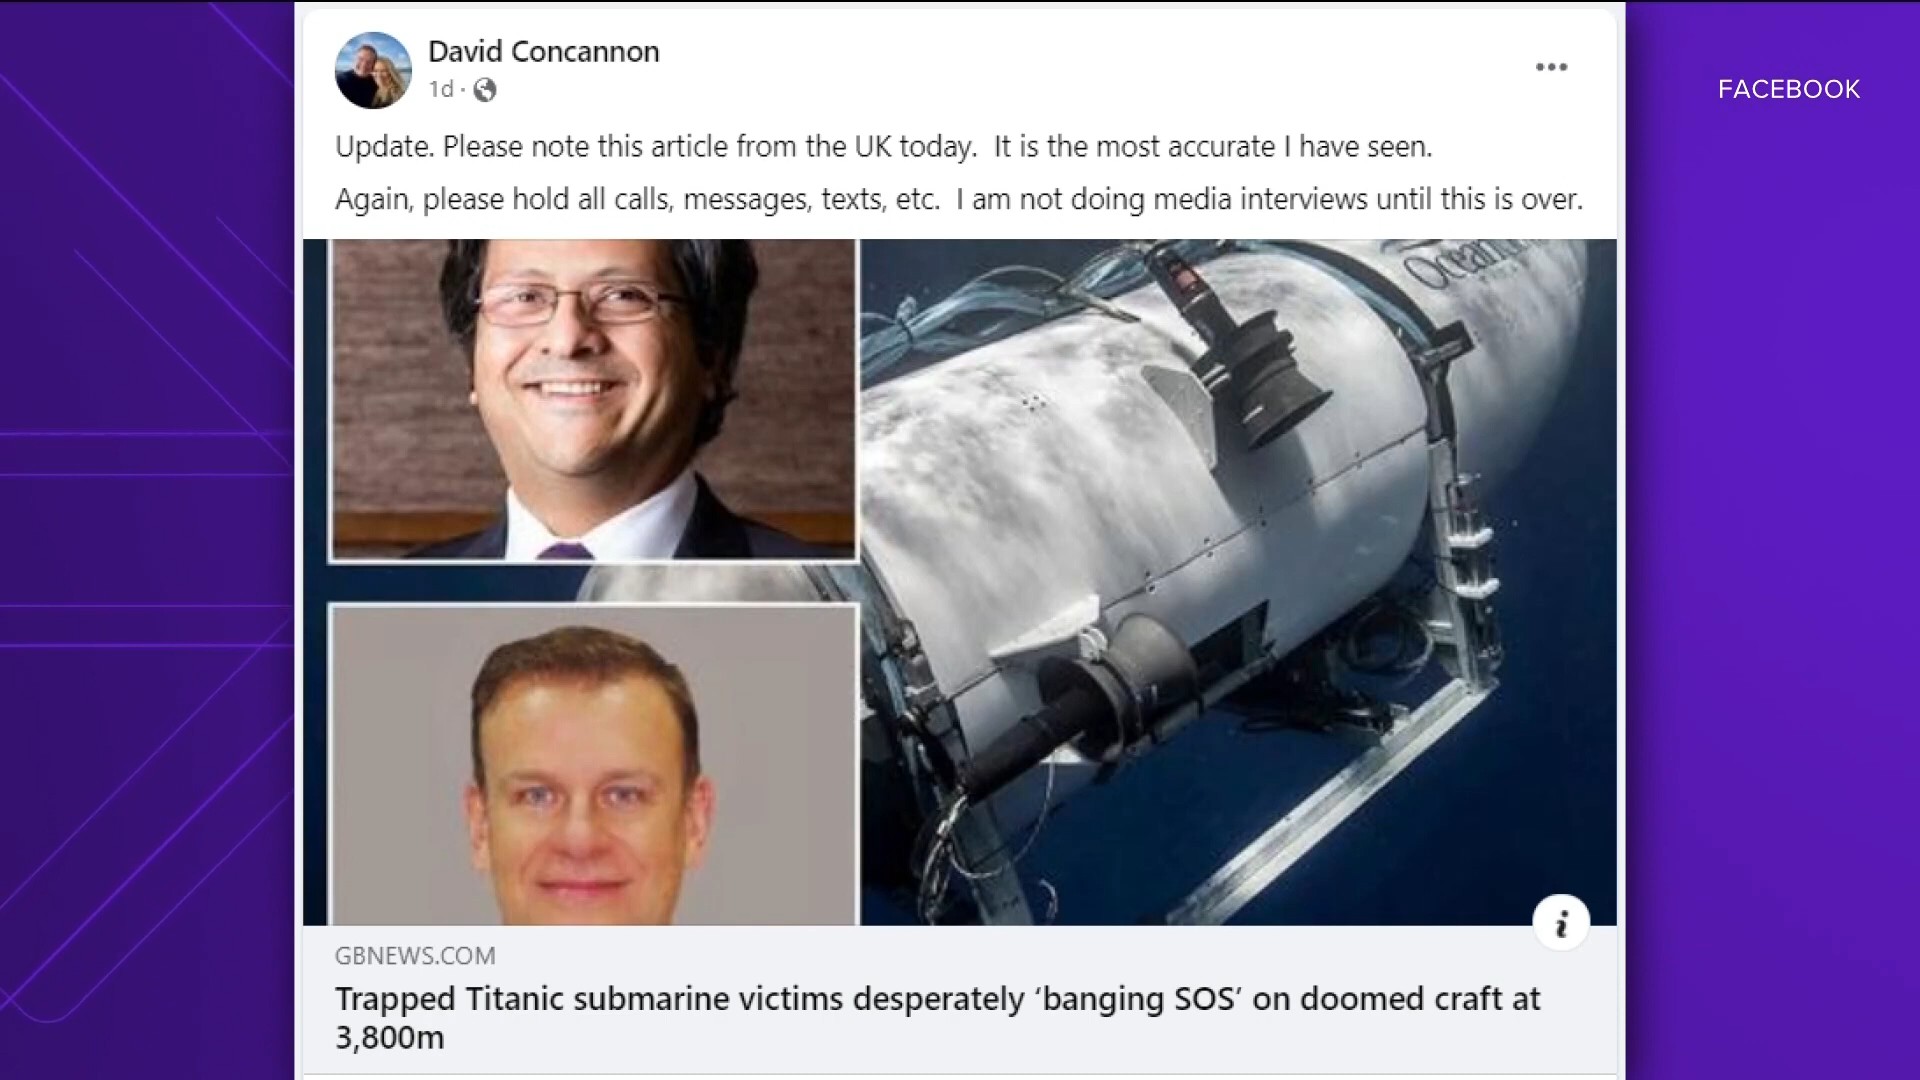 David Concannon
1d ·
FACEBOOK
Update. Please note this article from the UK today. It is the most accurate I have seen.
Again, please hold all calls, messages, texts, etc. I am not doing media interviews until this is over.
i
GBNEWS.COM
Trapped Titanic submarine victims desperately ‘banging SOS’ on doomed craft at
3,800m